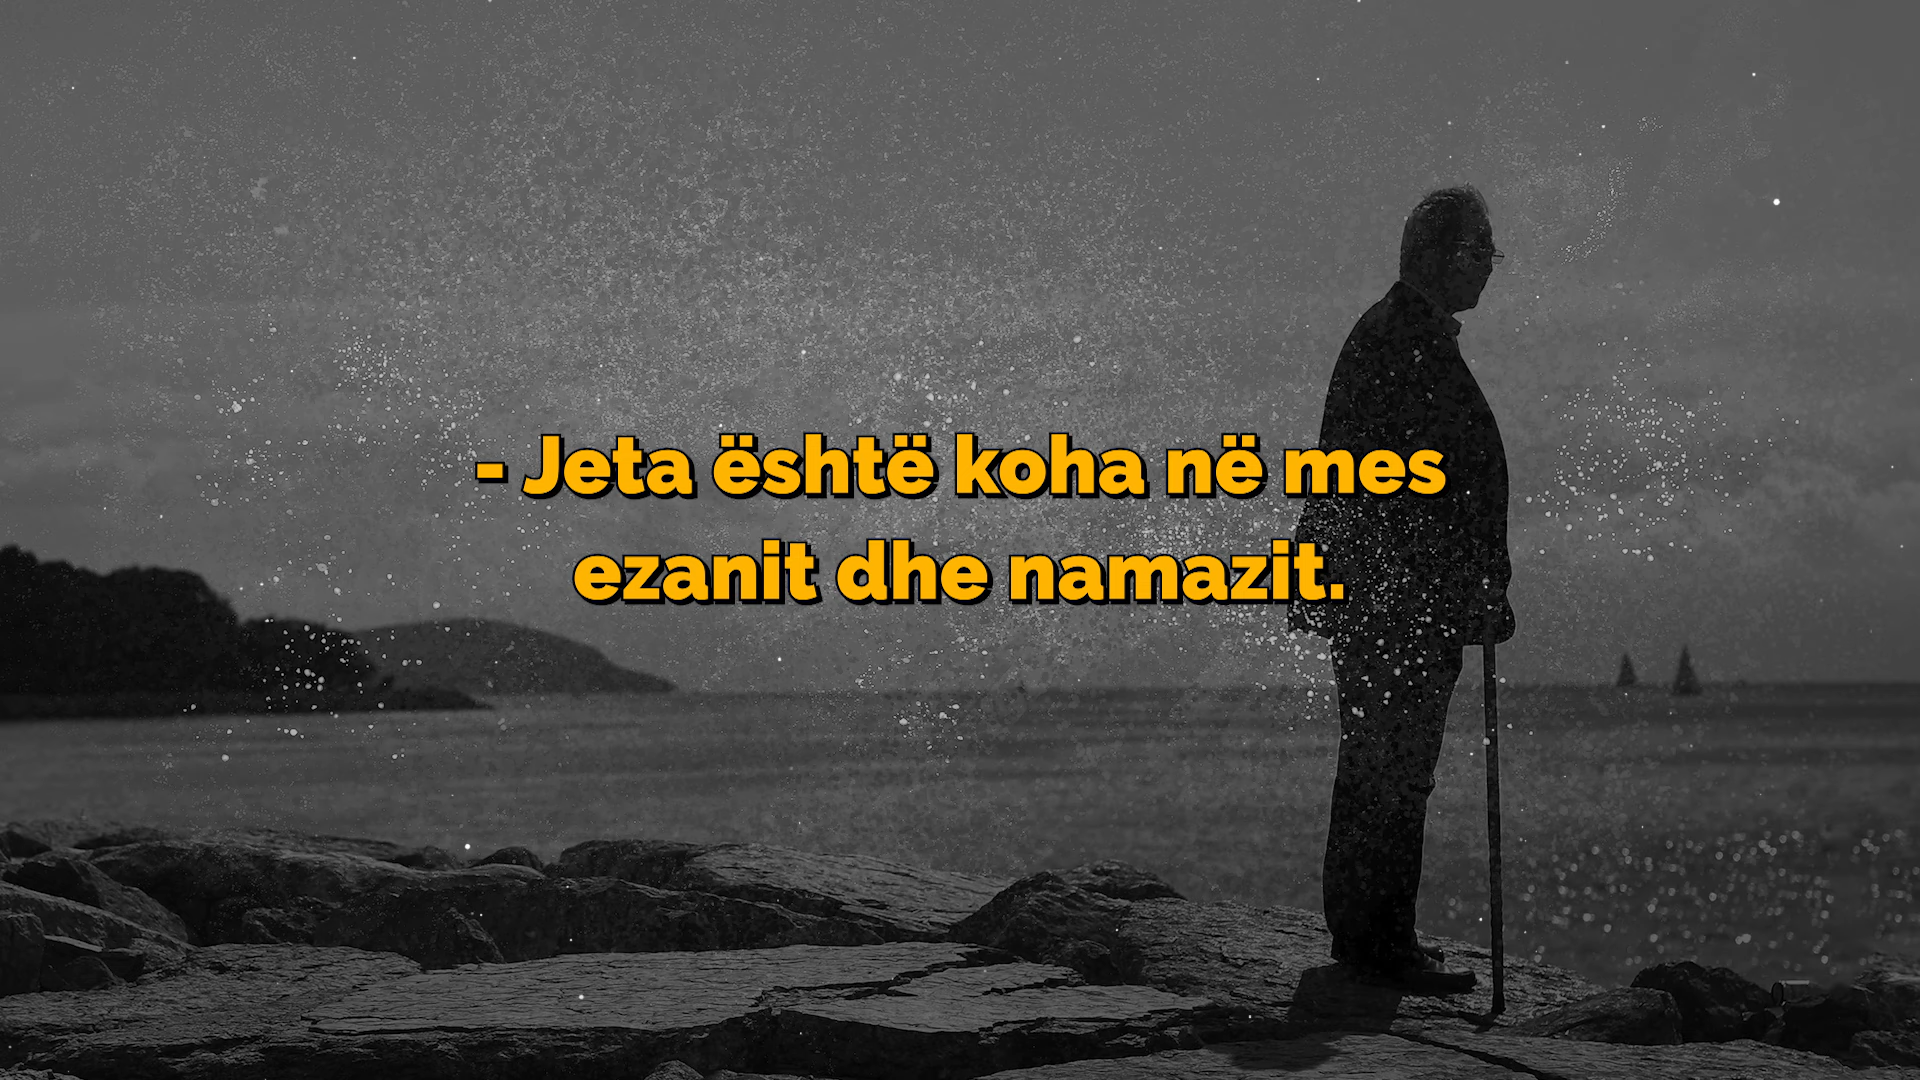 - Jeta është koha në mes
ezanit dhe namazit.